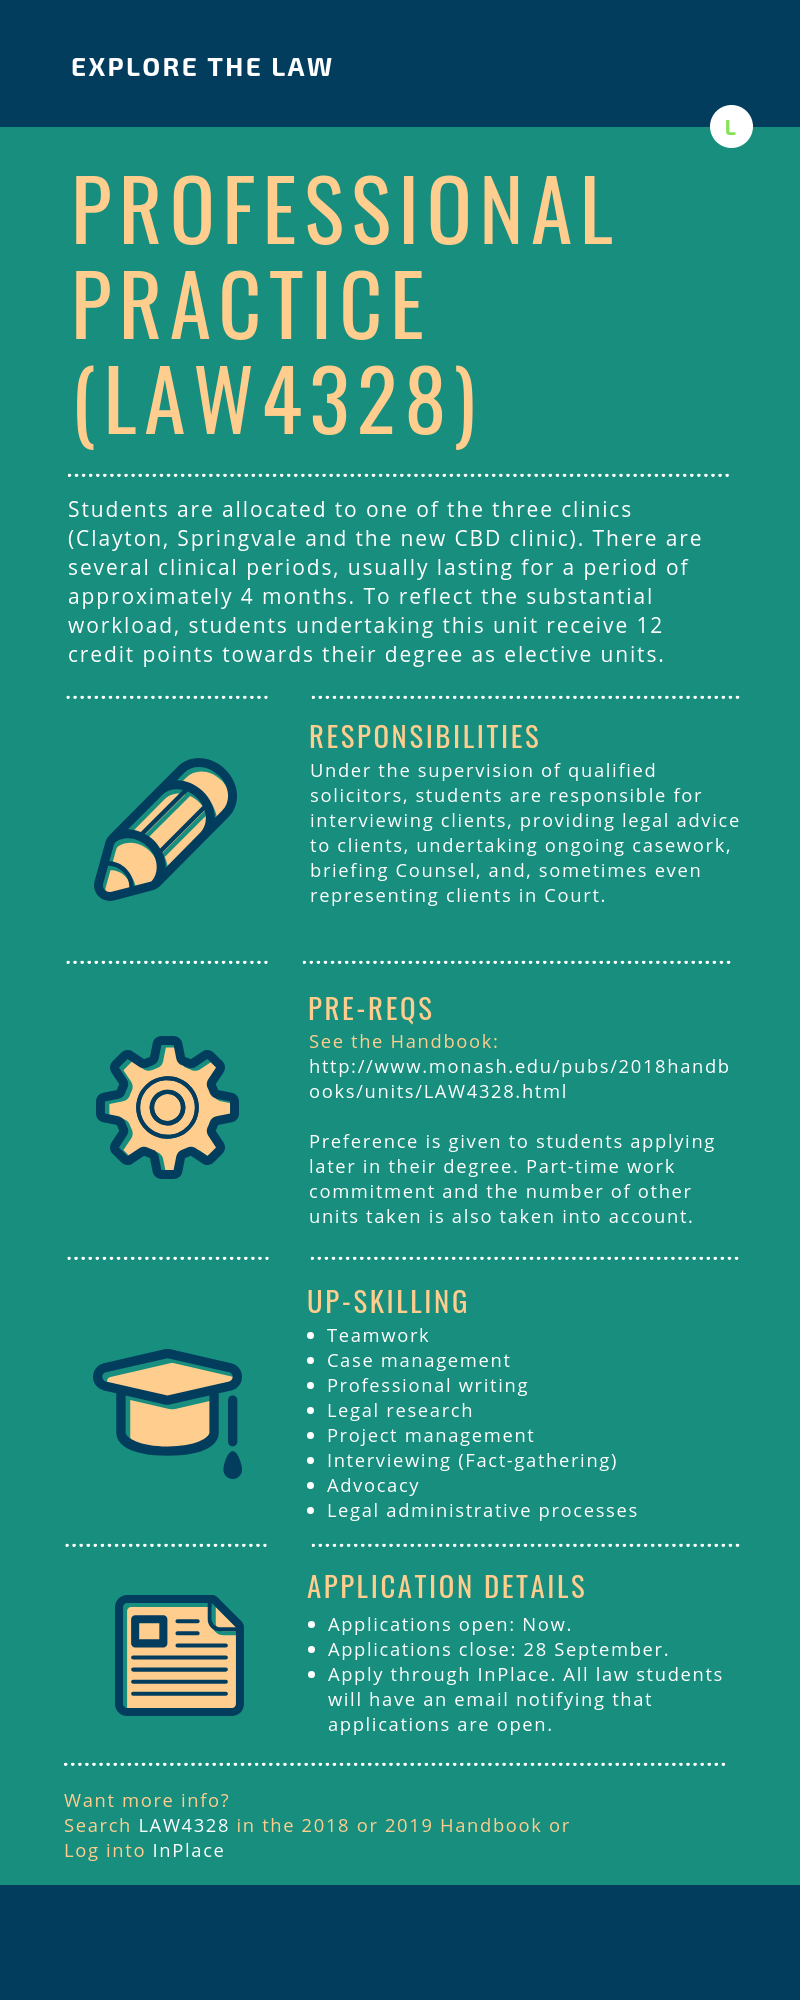 EXPLORE THE LAW
L
PROFESSIONAL
PRACTICE
(LAW4328)
Students are allocated to one of the three clinics
(Clayton, Springvale and the new CBD clinic). There are
several clinical periods, usually lasting for a period of
approximately 4 months. To reflect the substantial
workload, students undertaking this unit receive 12
credit points towards their degree as elective units.
RESPONSIBILITIES
Under the supervision of qualified
solicitors, students are responsible for
interviewing clients, providing legal advice
to clients, undertaking ongoing casework,
briefing Counsel, and, sometimes even
representing clients in Court.
PRE-REQS
See the Handbook:
http://www.monash.edu/pubs/2018handb
ooks/units/LAW4328.html
Preference is given to students applying
later in their degree. Part-time work
commitment and the number of other
units taken is also taken into account.
UP-SKILLING
• Teamwork
• Case management
• Professional writing
• Legal research
• Project management
• Interviewing (Fact-gathering)
• Advocacy
• Legal administrative processes
APPLICATION DETAILS
• Applications open: Now.
• Applications close: 28 September.
• Apply through InPlace. All law students
will have an email notifying that
applications are open.
Want more info?
Search LAW4328 in the 2018 or 2019 Handbook or
Log into InPlace